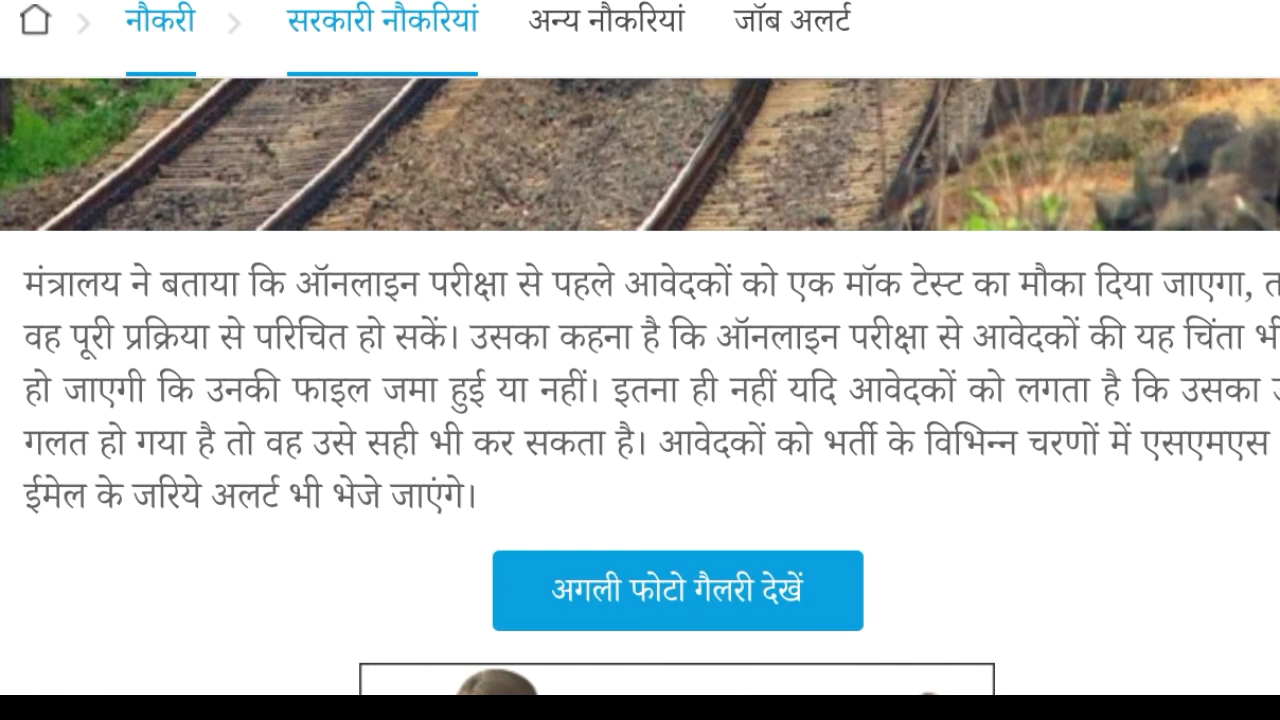 नौकरी सरकारी नौकरियां अन्य नौकरियां जॉब अलर्ट
मंत्रालय ने बताया कि ऑनलाइन परीक्षा से पहले आवेदकों को एक मॉक टेस्ट का मौका दिया जाएगा,
वह पूरी प्रक्रिया से परिचित हो सकें। उसका कहना है कि ऑनलाइन परीक्षा से आवेदकों की यह चिंता भी
हो जाएगी कि उनकी फाइल जमा हुई या नहीं। इतना ही नहीं यदि आवेदकों को लगता है कि उसका
गलत हो गया है तो वह उसे सही भी कर सकता है। आवेदकों को भर्ती के विभिन्न चरणों में एसएमएस
ईमेल के जरिये अलर्ट भी भेजे जाएंगे।
अगली फोटो गैलरी देखें